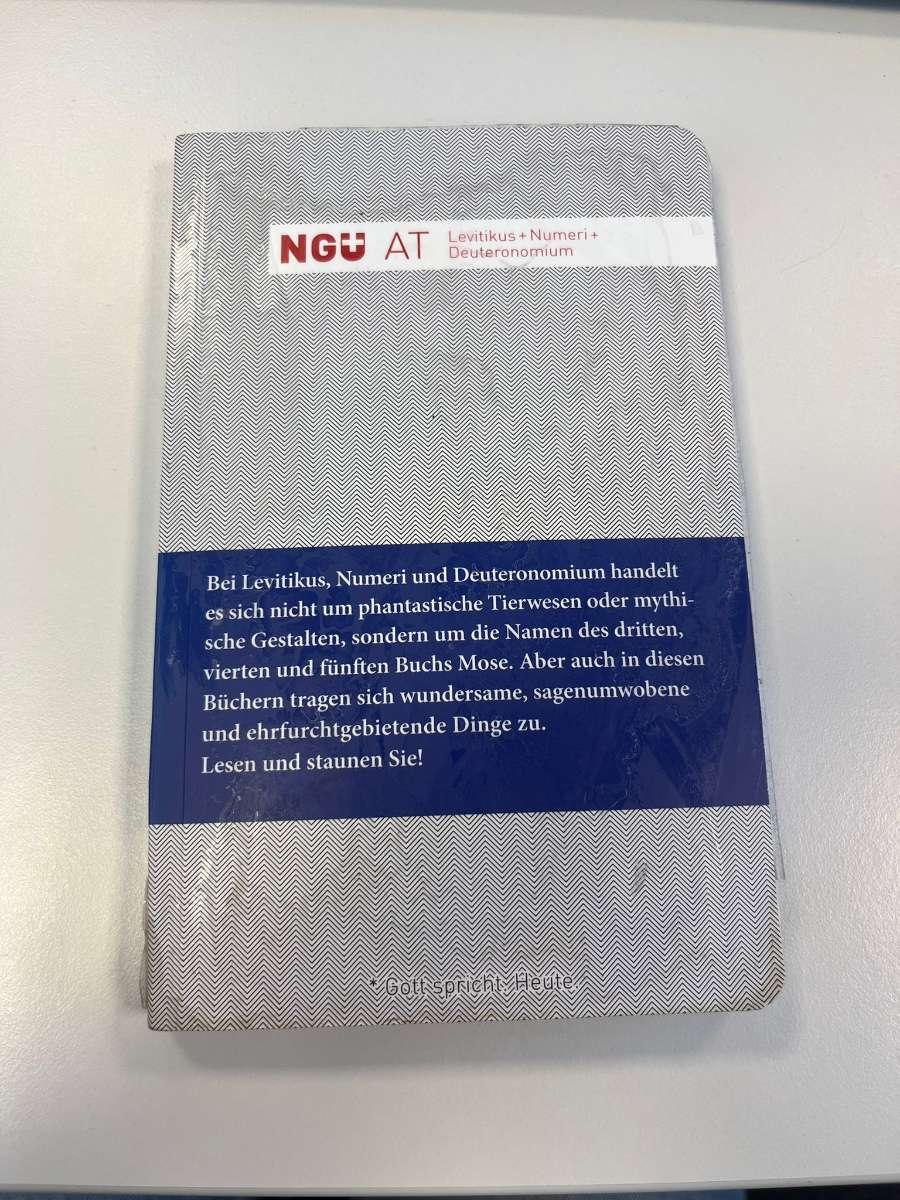 NGÜ AT Levitikus + Numeri +
Deuteronomium
Bei Levitikus, Numeri und Deuteronomium handelt
es sich nicht um phantastische Tierwesen oder mythi-
sche Gestalten, sondern um die Namen des dritten,
vierten und fünften Buchs Mose. Aber auch in diesen
Büchern tragen sich wundersame, sagenumwobene
und ehrfurchtgebietende Dinge zu.
Lesen und staunen Sie!
* Gott spricht. Heute.